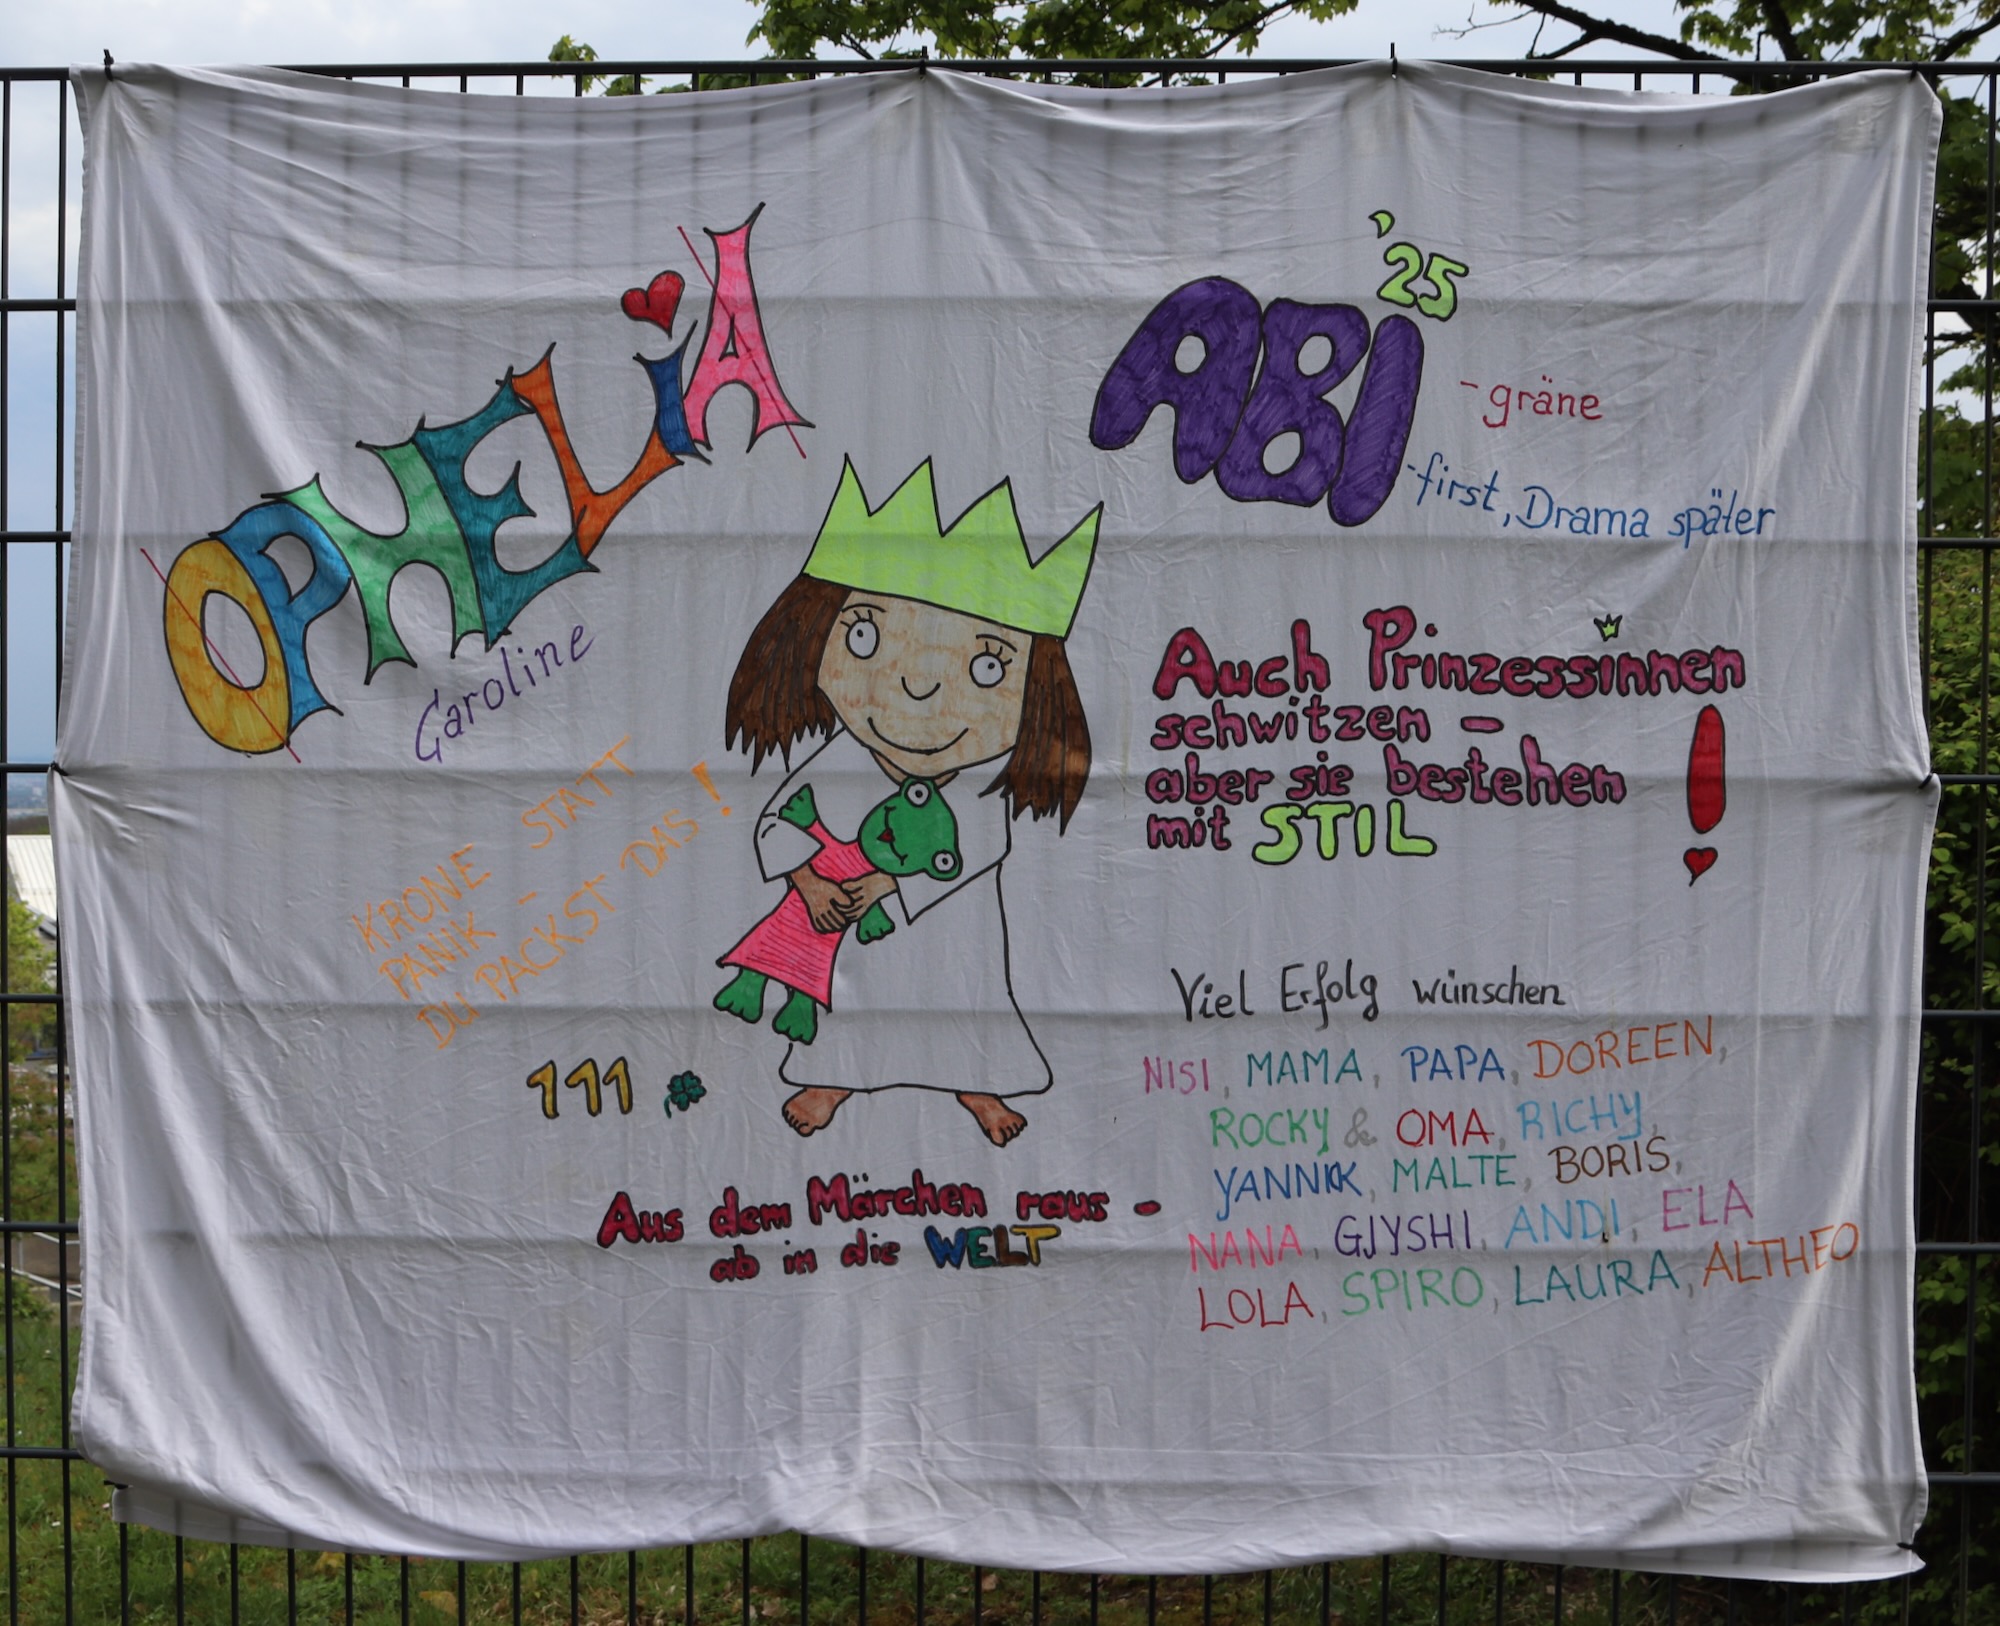 OPHELiA
Caroline
KRONE STATT
PANIK -
DU PACKST DAS!
111
ABI '25
-gräne
-first, Drama später
Auch Prinzessinnen
schwitzen -
aber sie bestehen
mit STIL !
Viel Erfolg wünschen
NISI, MAMA, PAPA, DOREEN,
ROCKY & OMA, RICHY,
YANNIK, MALTE, BORIS,
NANA, GJYSHI, ANDI, ELA
LOLA, SPIRO, LAURA, ALTHEO
Aus dem Märchen raus -
ab in die WELT